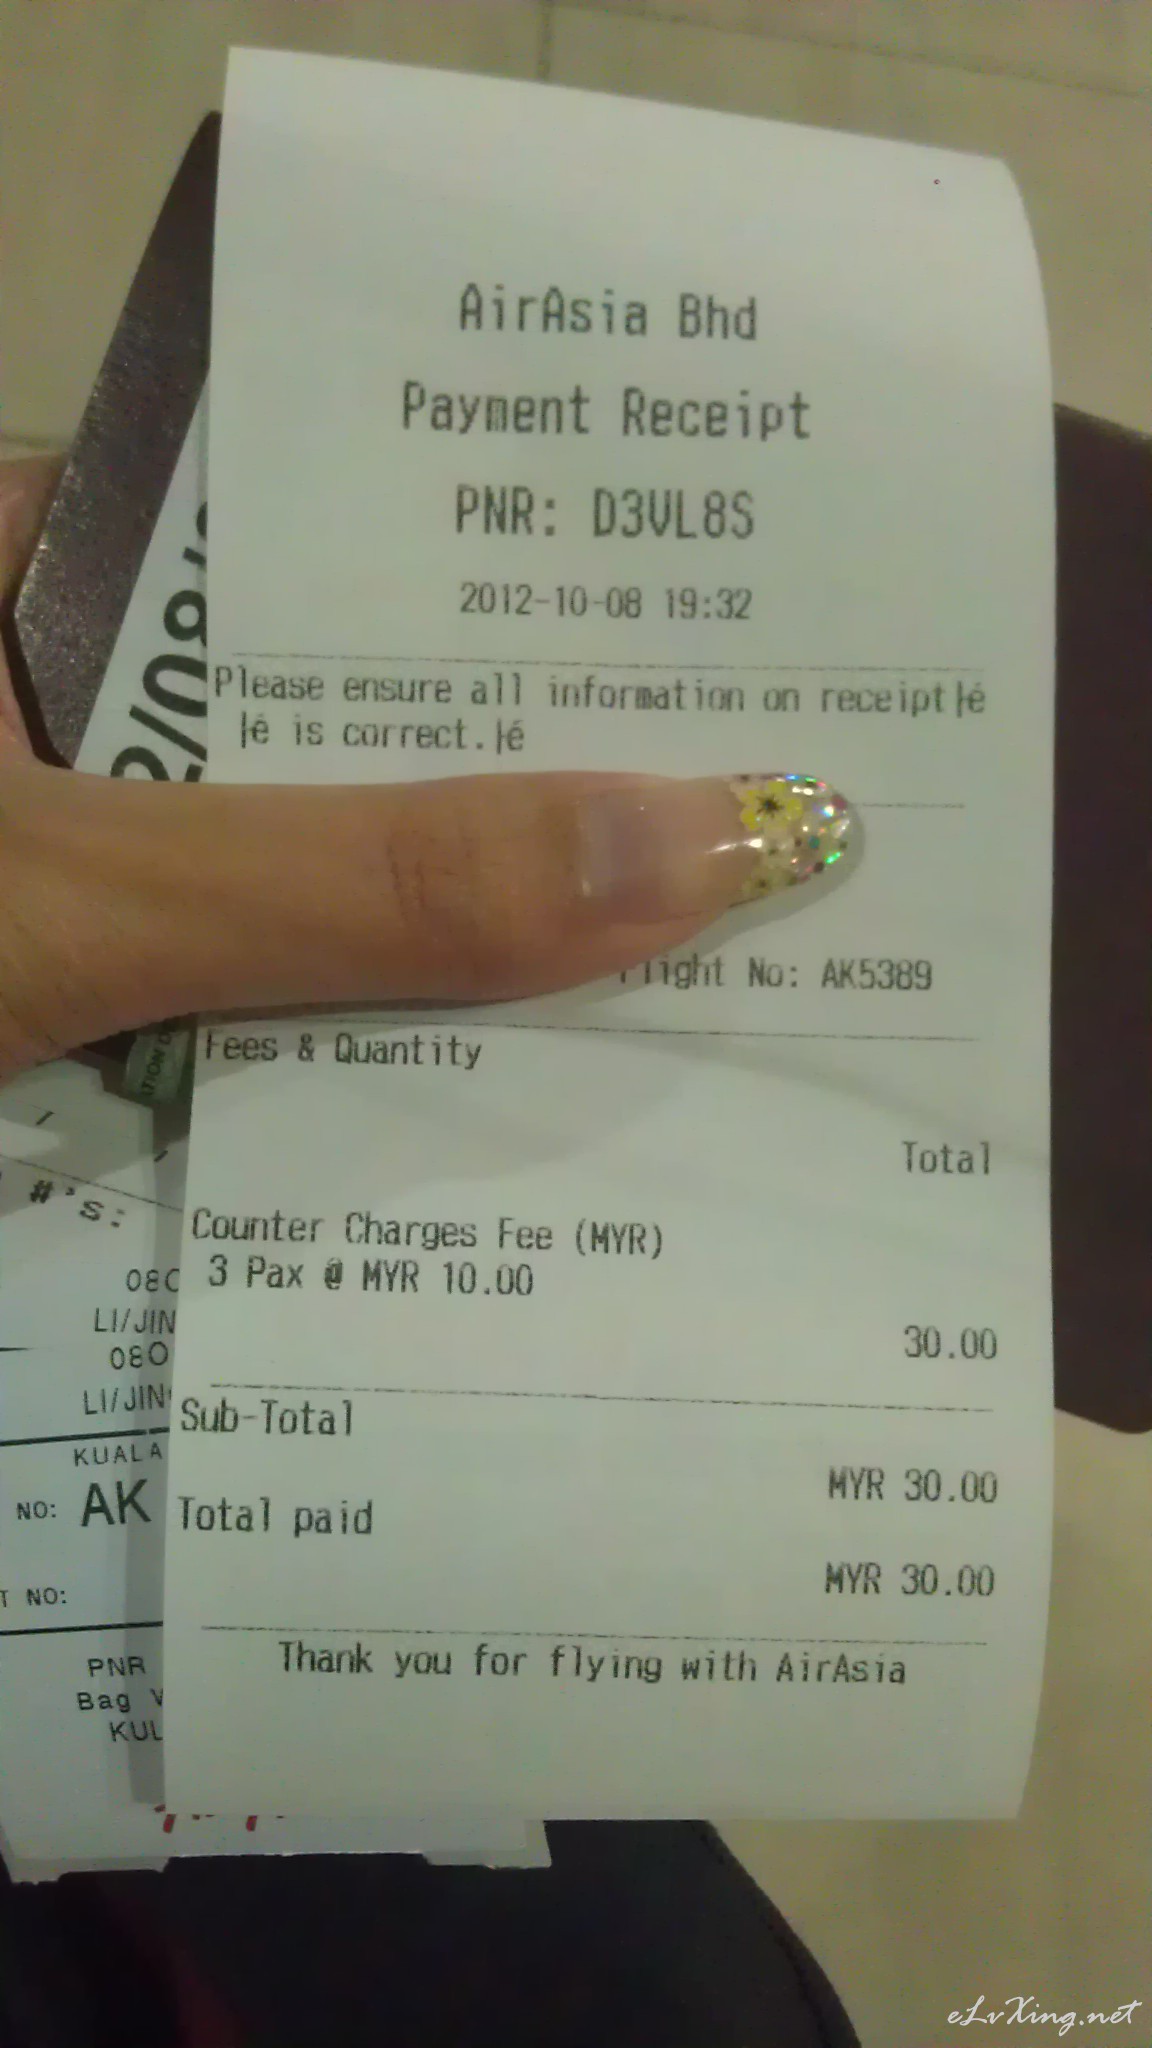 AirAsia Bhd
Payment Receipt
PNR: D3VL8S
2012-10-08 19:32
Please ensure all information on receipt├é
├é is correct.├é
Flight No: AK5389
Fees & Quantity
Total
Counter Charges Fee (MYR)
3 Pax @ MYR 10.00
30.00
Sub-Total
MYR 30.00
Total paid
MYR 30.00
Thank you for flying with AirAsia
#'s:
08O
LI/JIN
08O
LI/JIN
KUALA
NO: AK
T NO:
PNR
Bag V
KUL
eLvXing.net